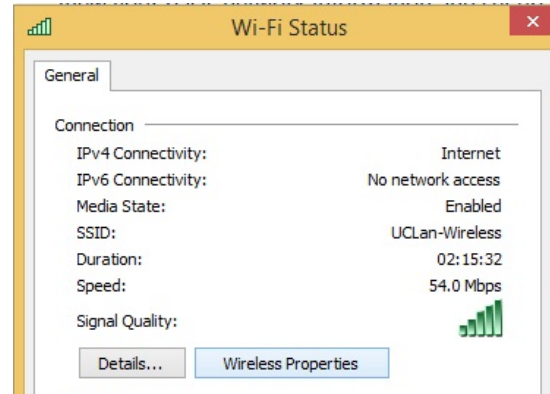 Wi-Fi Status
General
Connection
IPv4 Connectivity: Internet
IPv6 Connectivity: No network access
Media State: Enabled
SSID: UCLan-Wireless
Duration: 02:15:32
Speed: 54.0 Mbps
Signal Quality:
Details... Wireless Properties